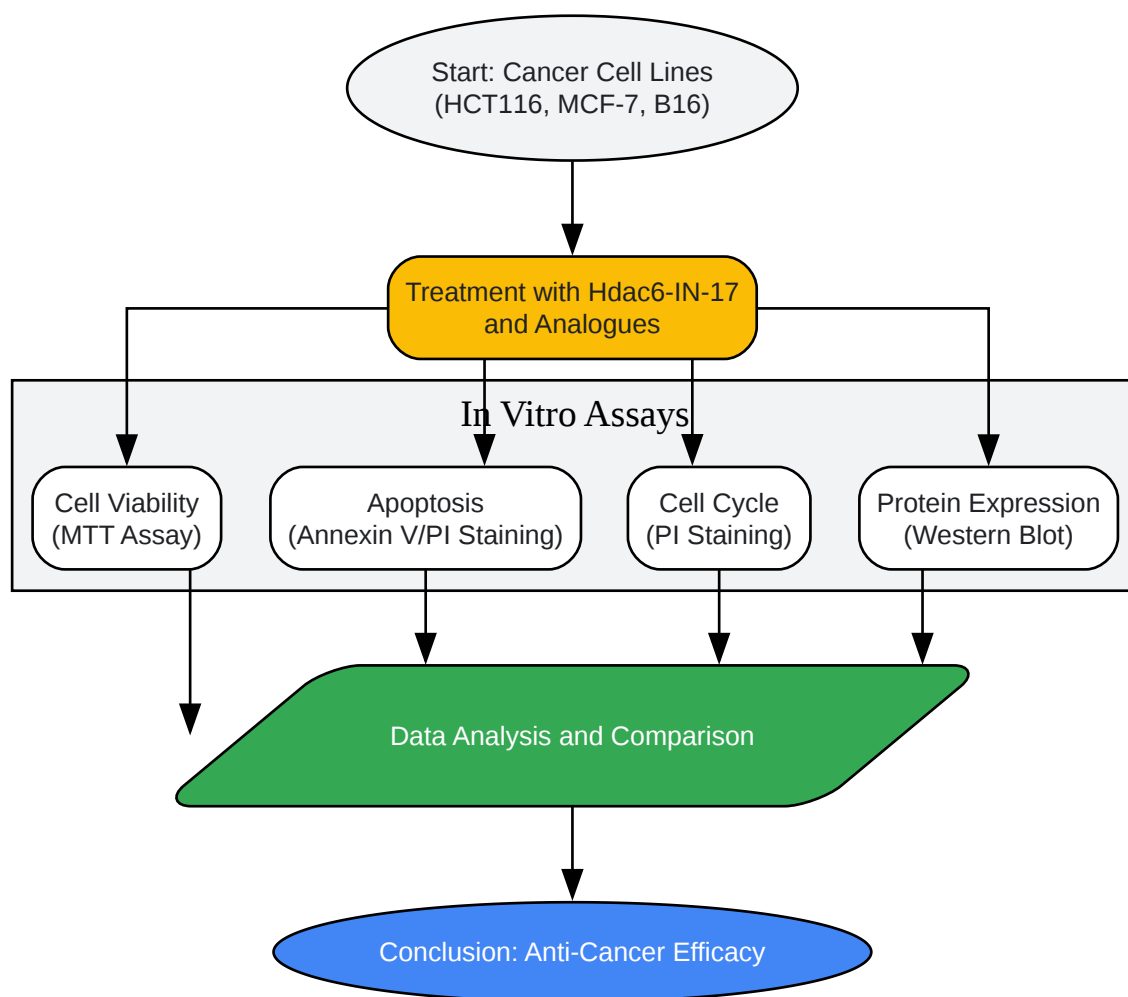 Start: Cancer Cell Lines
(HCT116, MCF-7, B16)
Treatment with Hdac6-IN-17
and Analogues
In Vitro Assays
Cell Viability
(MTT Assay)
Apoptosis
(Annexin V/PI Staining)
Cell Cycle
(PI Staining)
Protein Expression
(Western Blot)
Data Analysis and Comparison
Conclusion: Anti-Cancer Efficacy